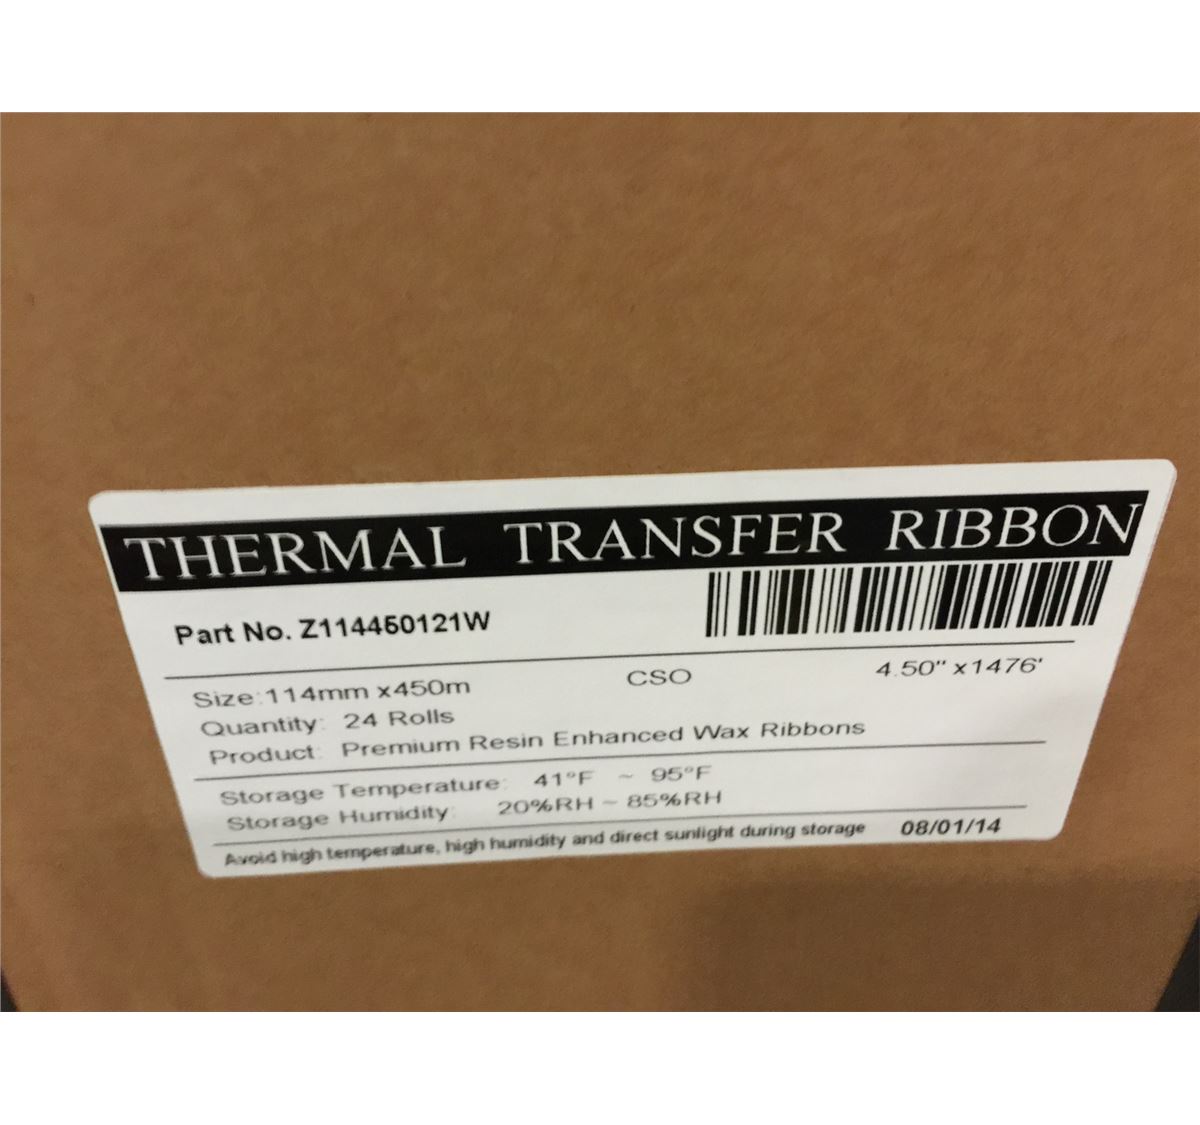 THERMAL TRANSFER RIBBON
Part No. Z114450121W
Size: 114mm x450m CSO 4.50" x1476'
Quantity: 24 Rolls
Product: Premium Resin Enhanced Wax Ribbons
Storage Temperature: 41°F ~ 95°F
Storage Humidity: 20%RH ~ 85%RH
Avoid high temperature, high humidity and direct sunlight during storage 08/01/14